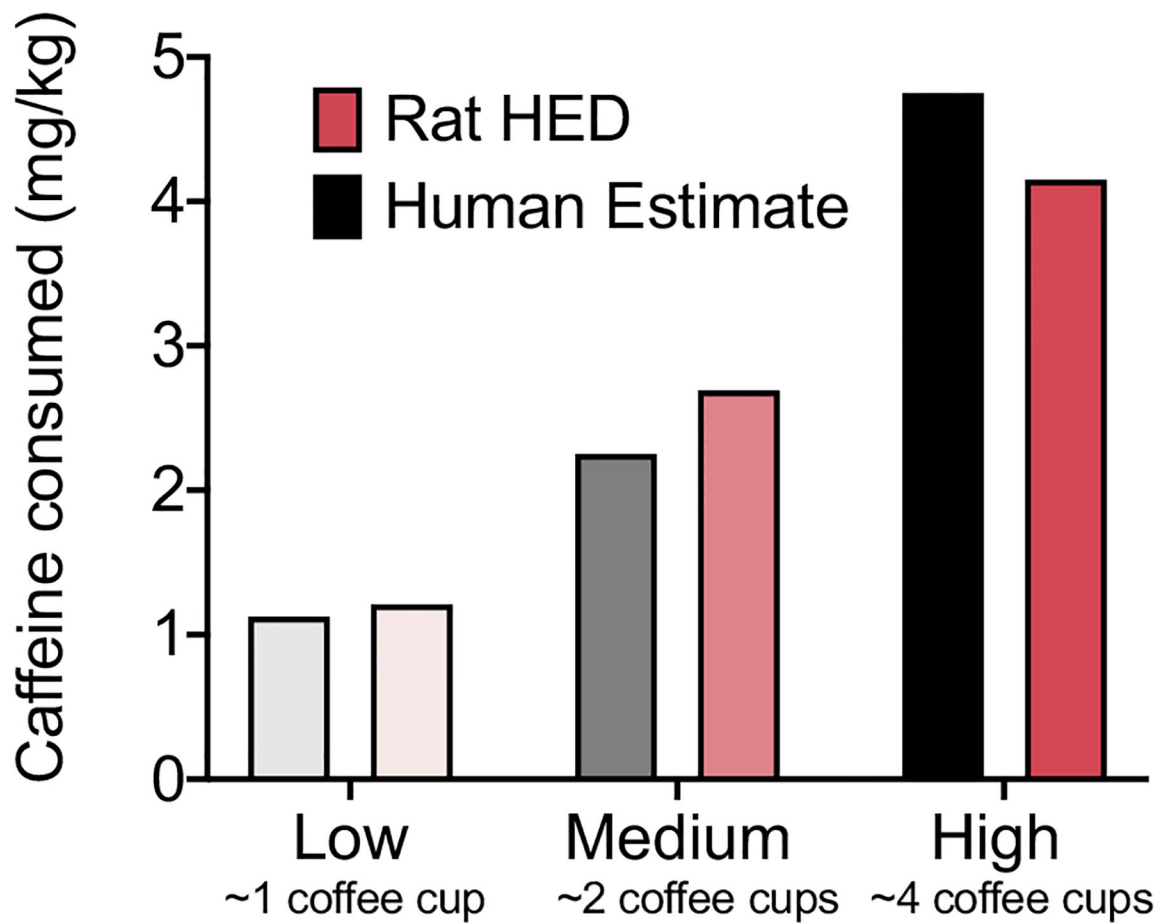 Caffeine consumed (mg/kg)
5
4
3
2
1
0
Rat HED
Human Estimate
Low
Medium
High
~1 coffee cup
~2 coffee cups
~4 coffee cups